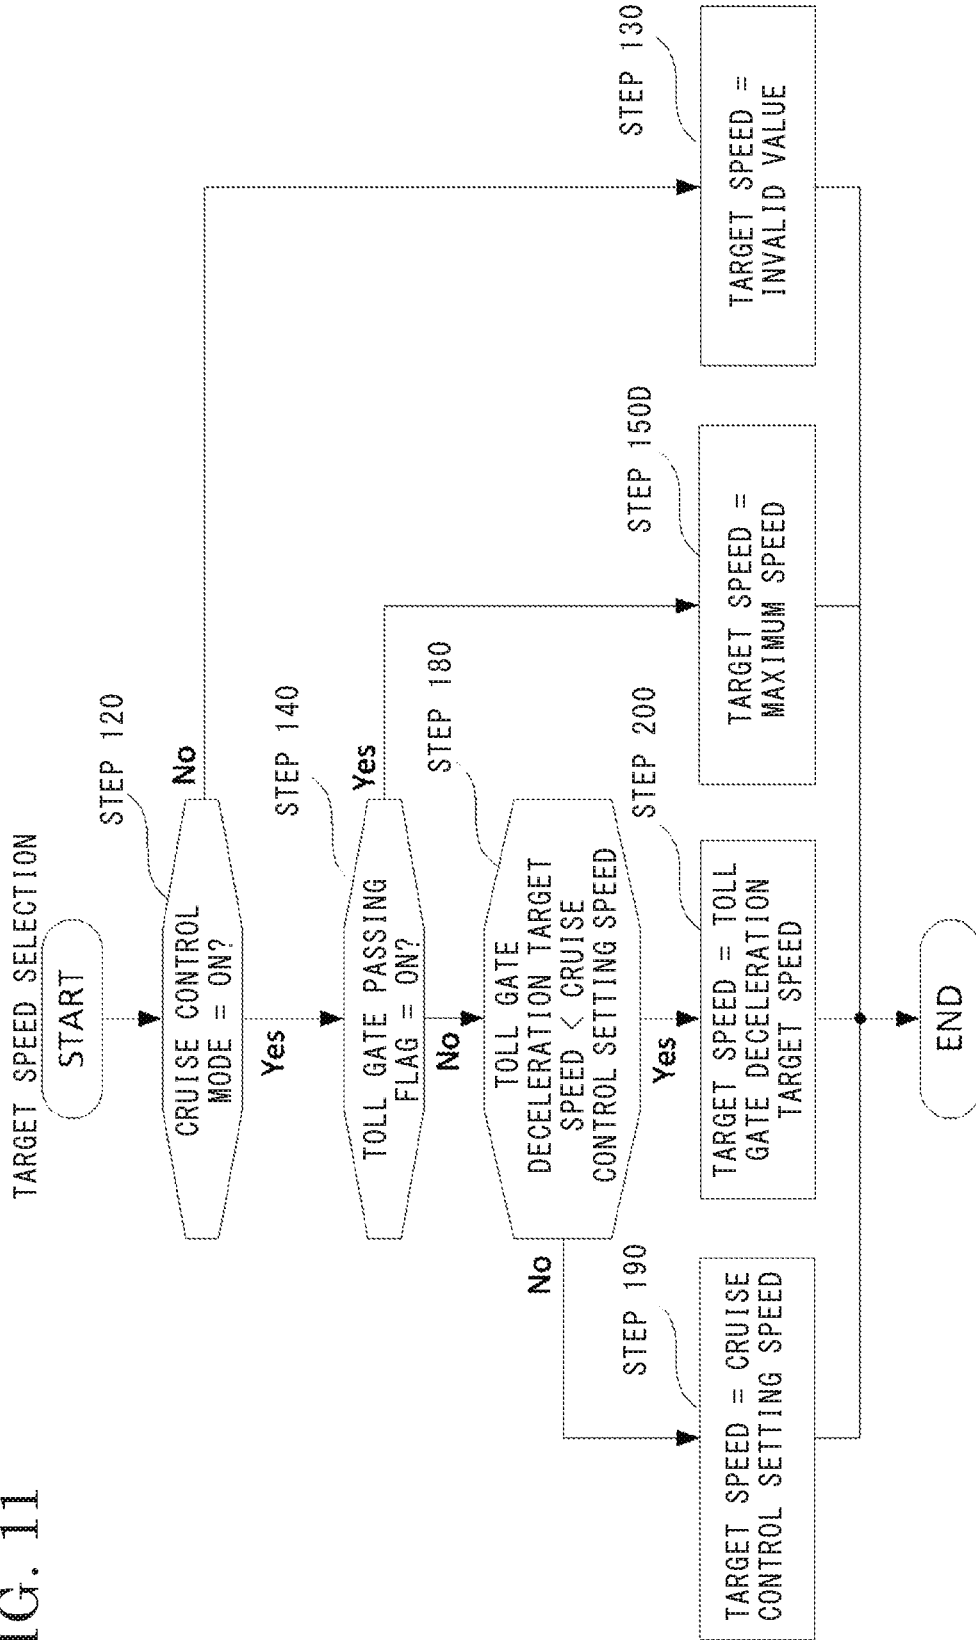 IG. 11
TARGET SPEED SELECTION
START
STEP 120
CRUISE CONTROL
MODE = ON?
No
Yes
STEP 140
TOLL GATE PASSING
FLAG = ON?
Yes
No
STEP 180
TOLL GATE
DECELERATION TARGET
SPEED < CRUISE
CONTROL SETTING SPEED
No
Yes
STEP 190
TARGET SPEED = CRUISE
CONTROL SETTING SPEED
STEP 200
TARGET SPEED = TOLL
GATE DECELERATION
TARGET SPEED
STEP 150D
TARGET SPEED =
MAXIMUM SPEED
STEP 130
TARGET SPEED =
INVALID VALUE
END